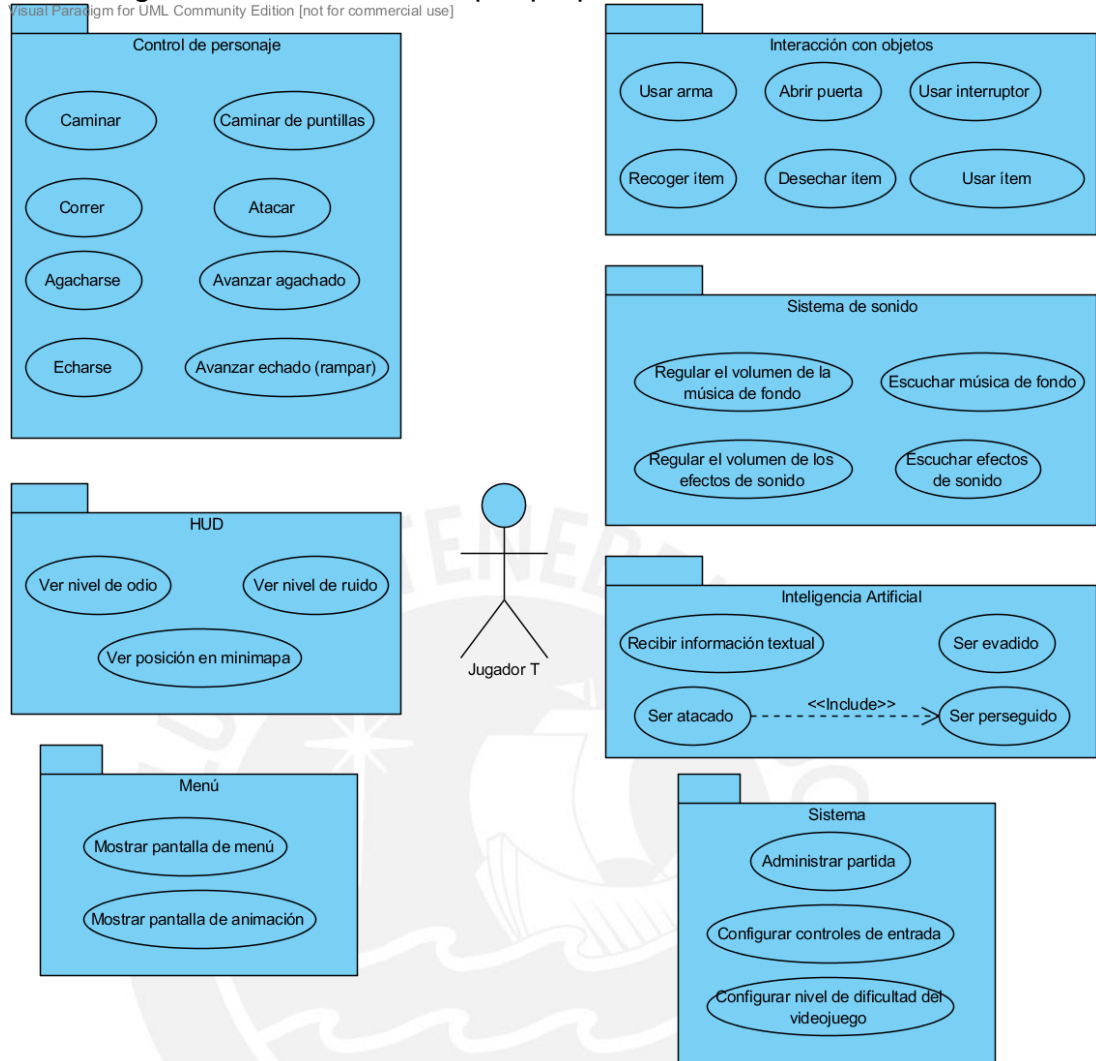 Visual Paradigm for UML Community Edition [not for commercial use]
Control de personaje
Caminar
Caminar de puntillas
Correr
Atacar
Agacharse
Avanzar agachado
Echarse
Avanzar echado (rampar)
Interacción con objetos
Usar arma
Abrir puerta
Usar interruptor
Recoger ítem
Desechar ítem
Usar ítem
Sistema de sonido
Regular el volumen de la
música de fondo
Escuchar música de fondo
Regular el volumen de los
efectos de sonido
Escuchar efectos
de sonido
HUD
Ver nivel de odio
Ver nivel de ruido
Ver posición en minimapa
Jugador T
Inteligencia Artificial
Recibir información textual
Ser evadido
Ser atacado
<<Include>>
Ser perseguido
Menú
Mostrar pantalla de menú
Mostrar pantalla de animación
Sistema
Administrar partida
Configurar controles de entrada
Configurar nivel de dificultad del
videojuego